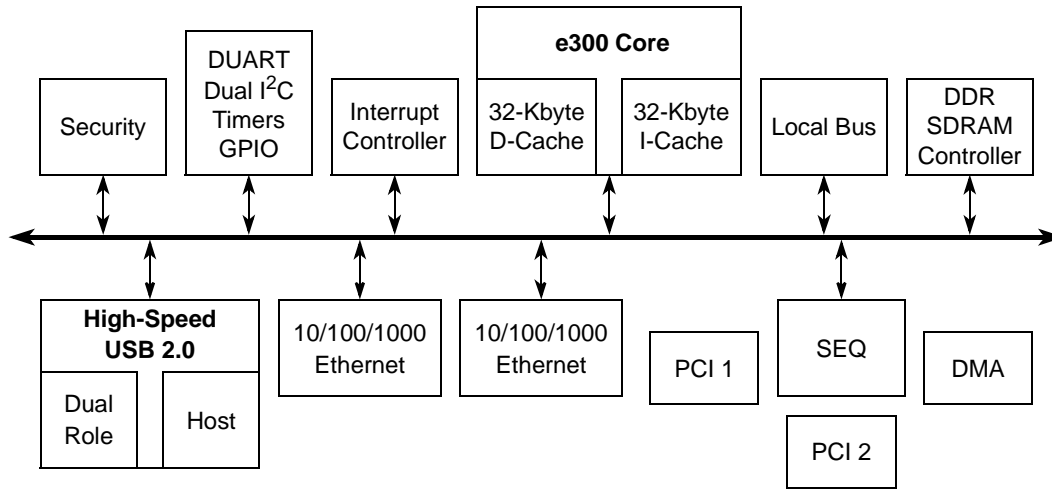 Security
DUART
Dual I²C
Timers
GPIO
Interrupt
Controller
e300 Core
32-Kbyte
D-Cache
32-Kbyte
I-Cache
Local Bus
DDR
SDRAM
Controller
High-Speed
USB 2.0
Dual
Role
Host
10/100/1000
Ethernet
10/100/1000
Ethernet
PCI 1
SEQ
DMA
PCI 2